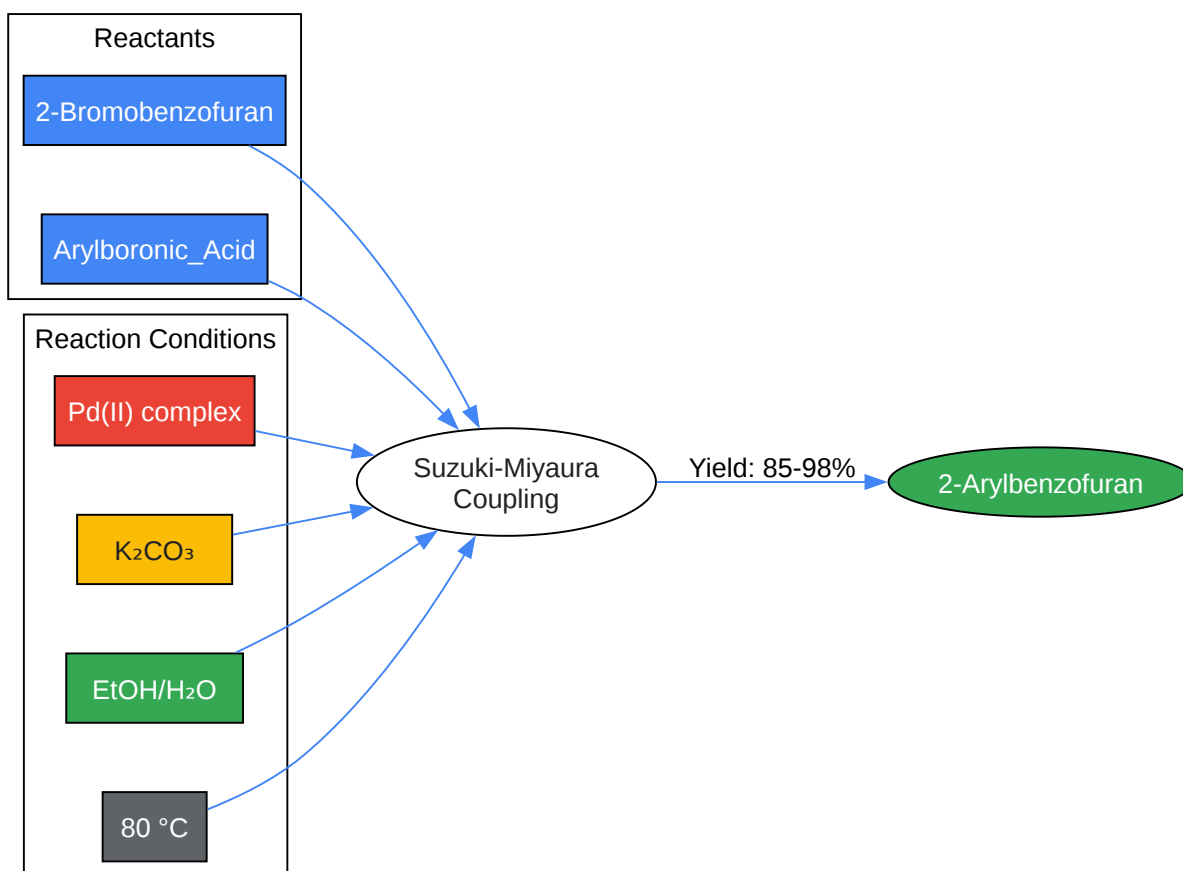 Reactants
2-Bromobenzofuran
Arylboronic_Acid
Reaction Conditions
Pd(II) complex
K₂CO₃
EtOH/H₂O
80 °C
Suzuki-Miyaura
Coupling
Yield: 85-98%
2-Arylbenzofuran